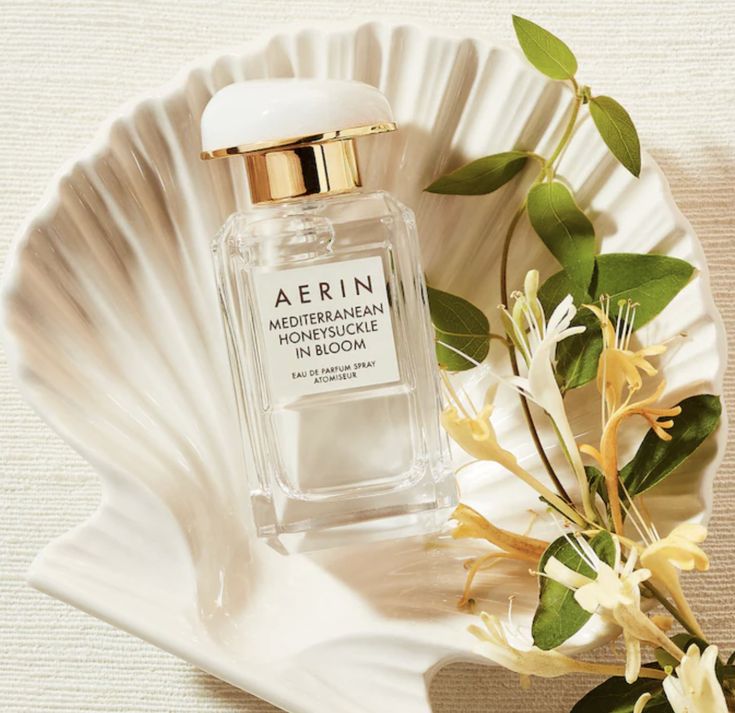 AERIN
MEDITERRANEAN
HONEYSUCKLE
IN BLOOM
EAU DE PARFUM SPRAY
ATOMISEUR